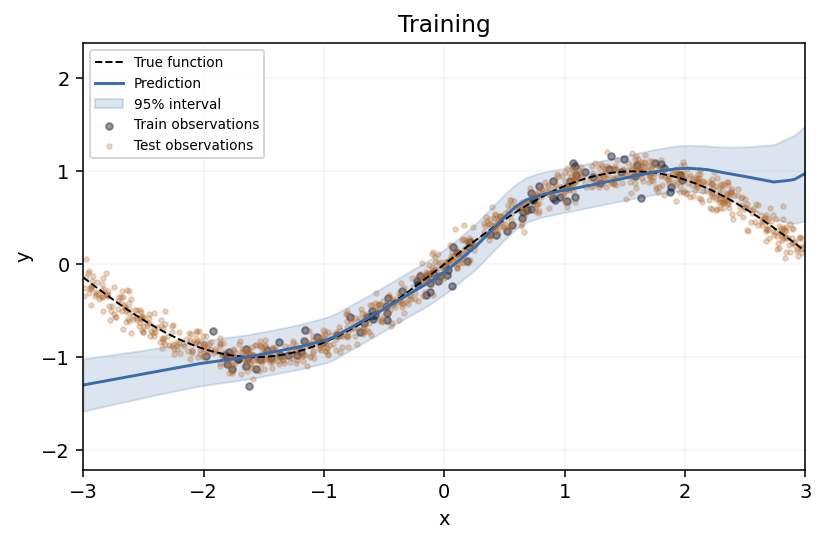 Training
True function
Prediction
95% interval
Train observations
Test observations
y
2
1
0
−1
−2
−3
−2
−1
0
1
2
3
x